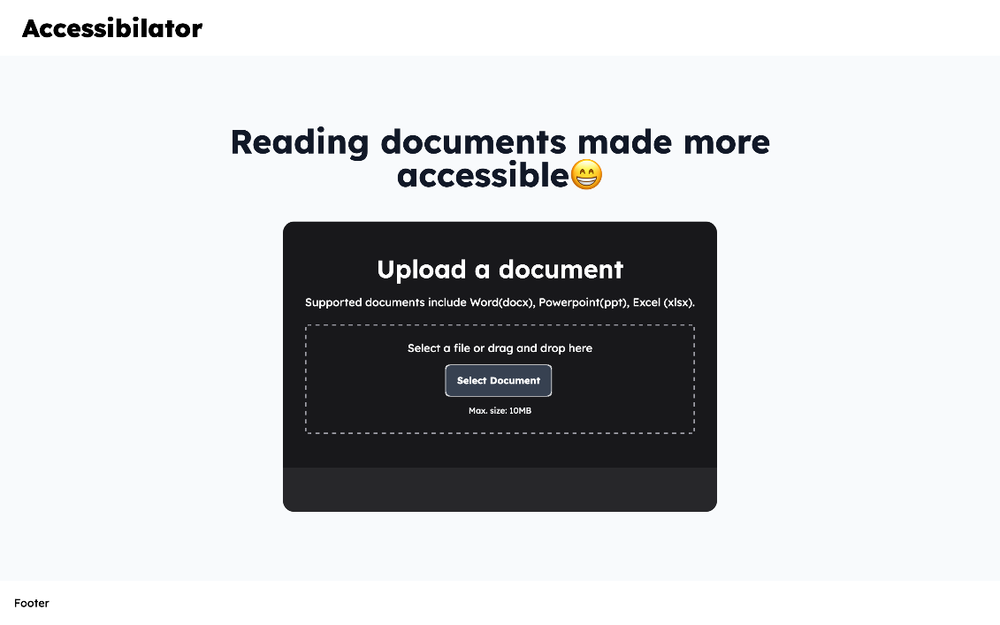 Accessibilator
Reading documents made more
accessible😁
Upload a document
Supported documents include Word(docx), Powerpoint(ppt), Excel (xlsx).
Select a file or drag and drop here
Select Document
Max. size: 10MB
Footer